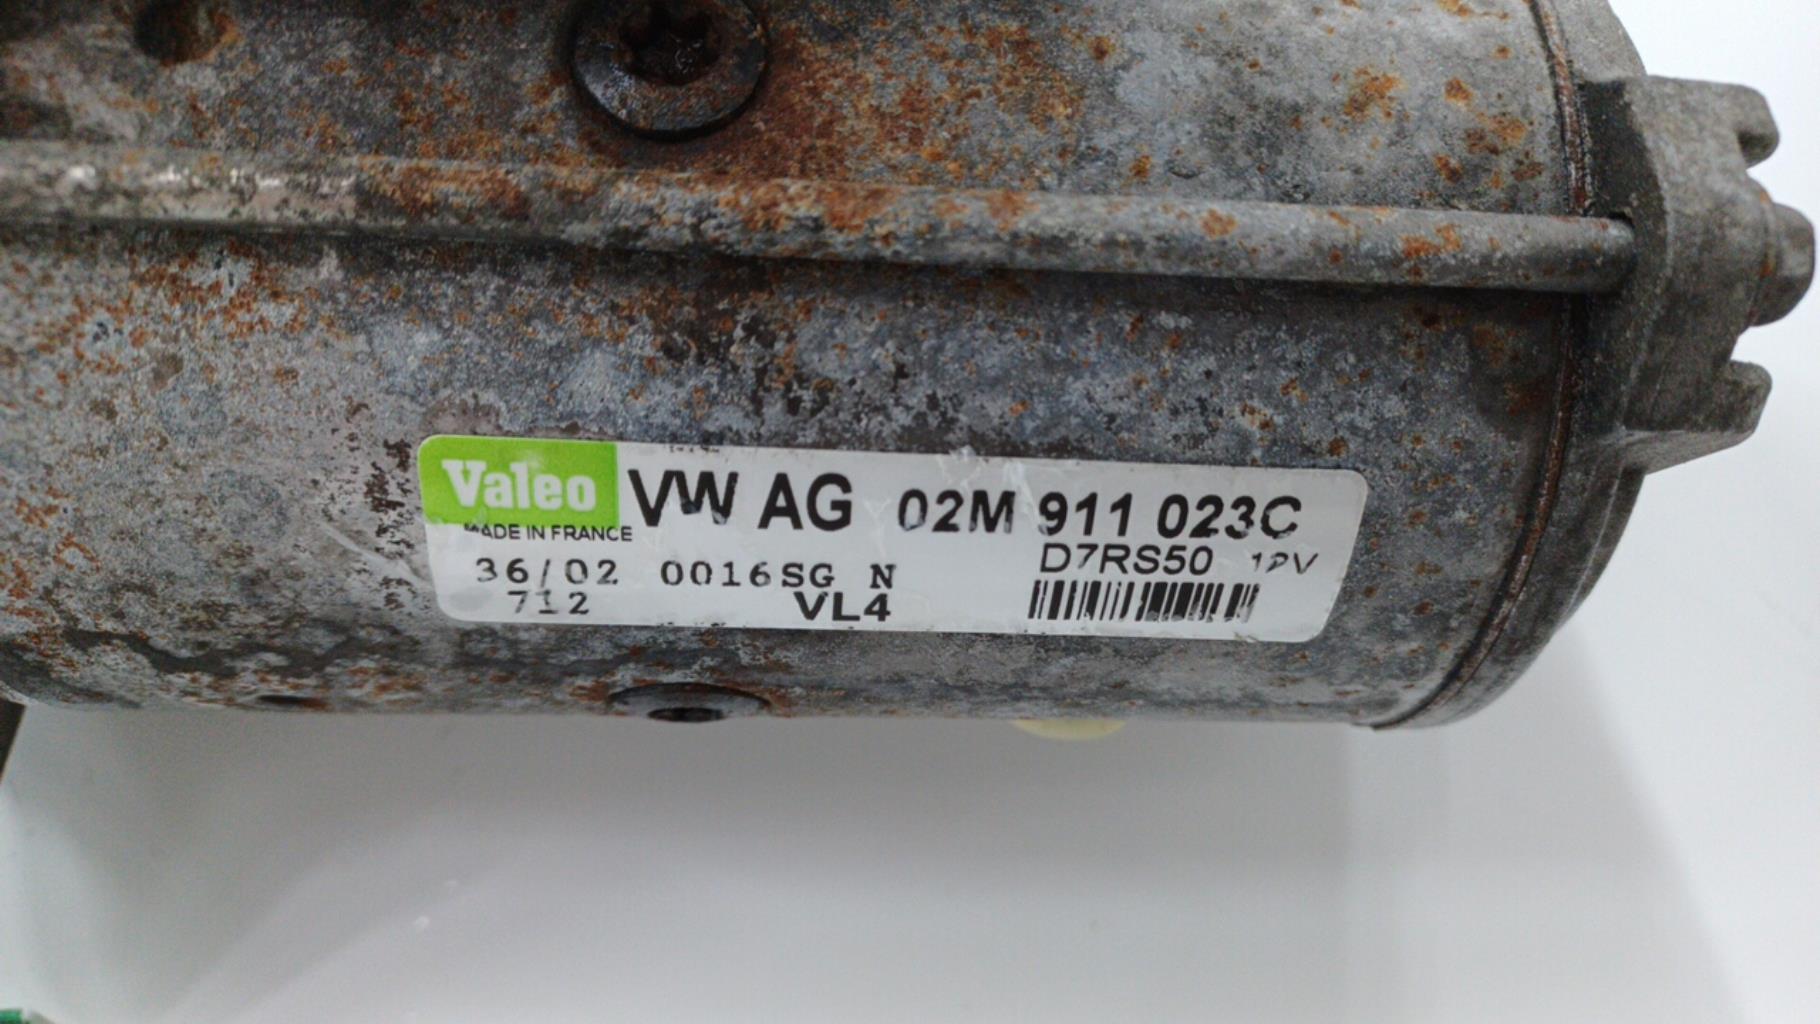 Valeo VW AG 02M 911 023C
MADE IN FRANCE
D7RS50 12V
36/02 0016SG N
712 VL4